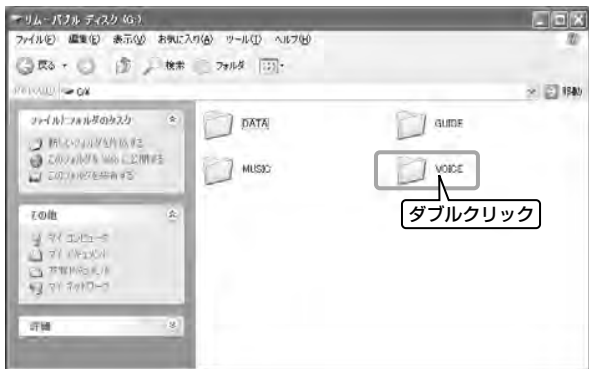 リムーバブル ディスク (G:)
ファイル(F) 編集(E) 表示(V) お気に入り(A) ツール(T) ヘルプ(H)
戻る 検索 フォルダ
G:¥ 移動
ファイルとフォルダのタスク
新しいフォルダを作成する
このフォルダを Web に公開する
このフォルダを共有する
DATA GUIDE
MUSIC VOICE
ダブルクリック
その他
マイ コンピュータ
マイ ドキュメント
共有ドキュメント
マイ ネットワーク
詳細